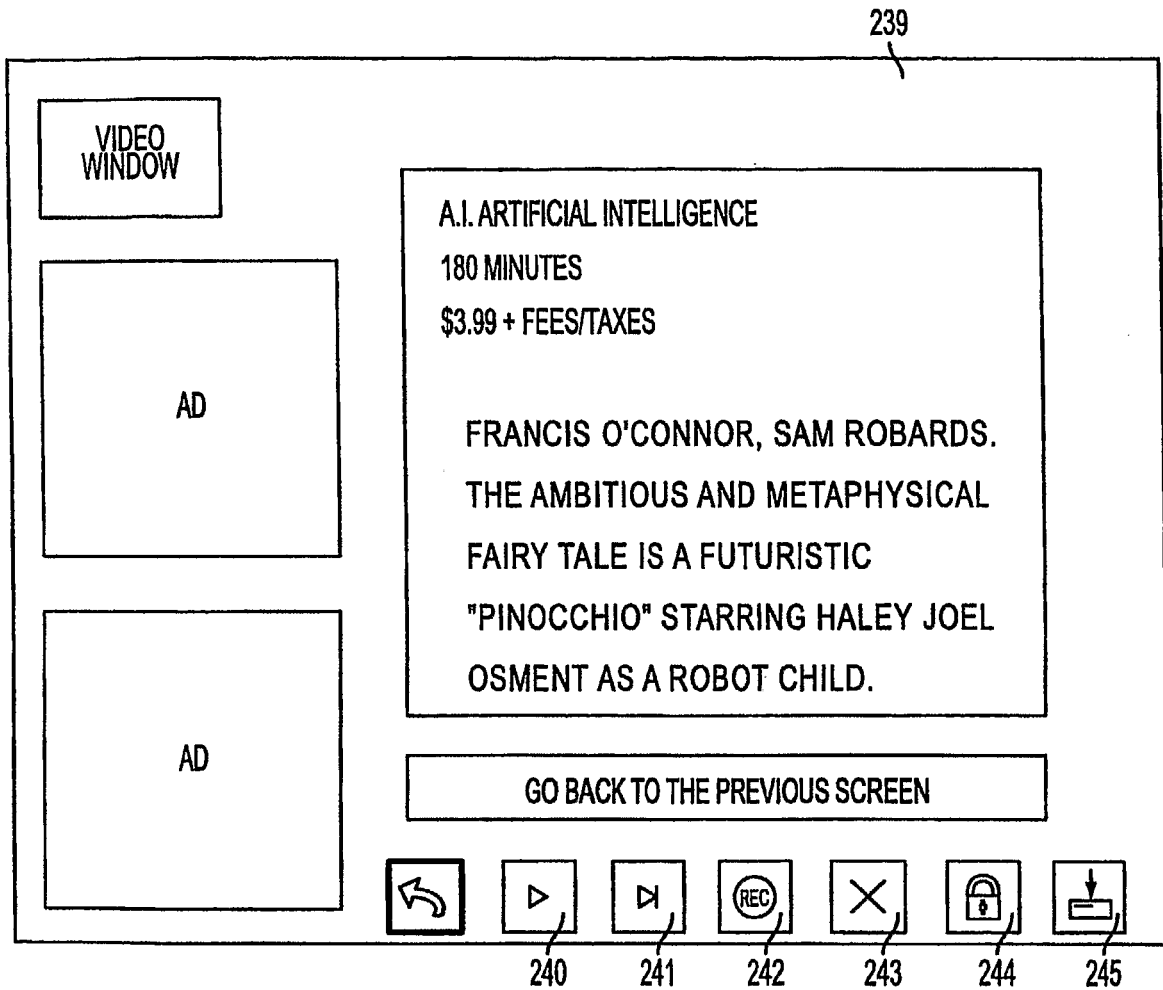 239
VIDEO
WINDOW
A.I. ARTIFICIAL INTELLIGENCE
180 MINUTES
$3.99 + FEES/TAXES
AD
FRANCIS O'CONNOR, SAM ROBARDS.
THE AMBITIOUS AND METAPHYSICAL
FAIRY TALE IS A FUTURISTIC
"PINOCCHIO" STARRING HALEY JOEL
OSMENT AS A ROBOT CHILD.
AD
GO BACK TO THE PREVIOUS SCREEN
REC
240 241 242 243 244 245